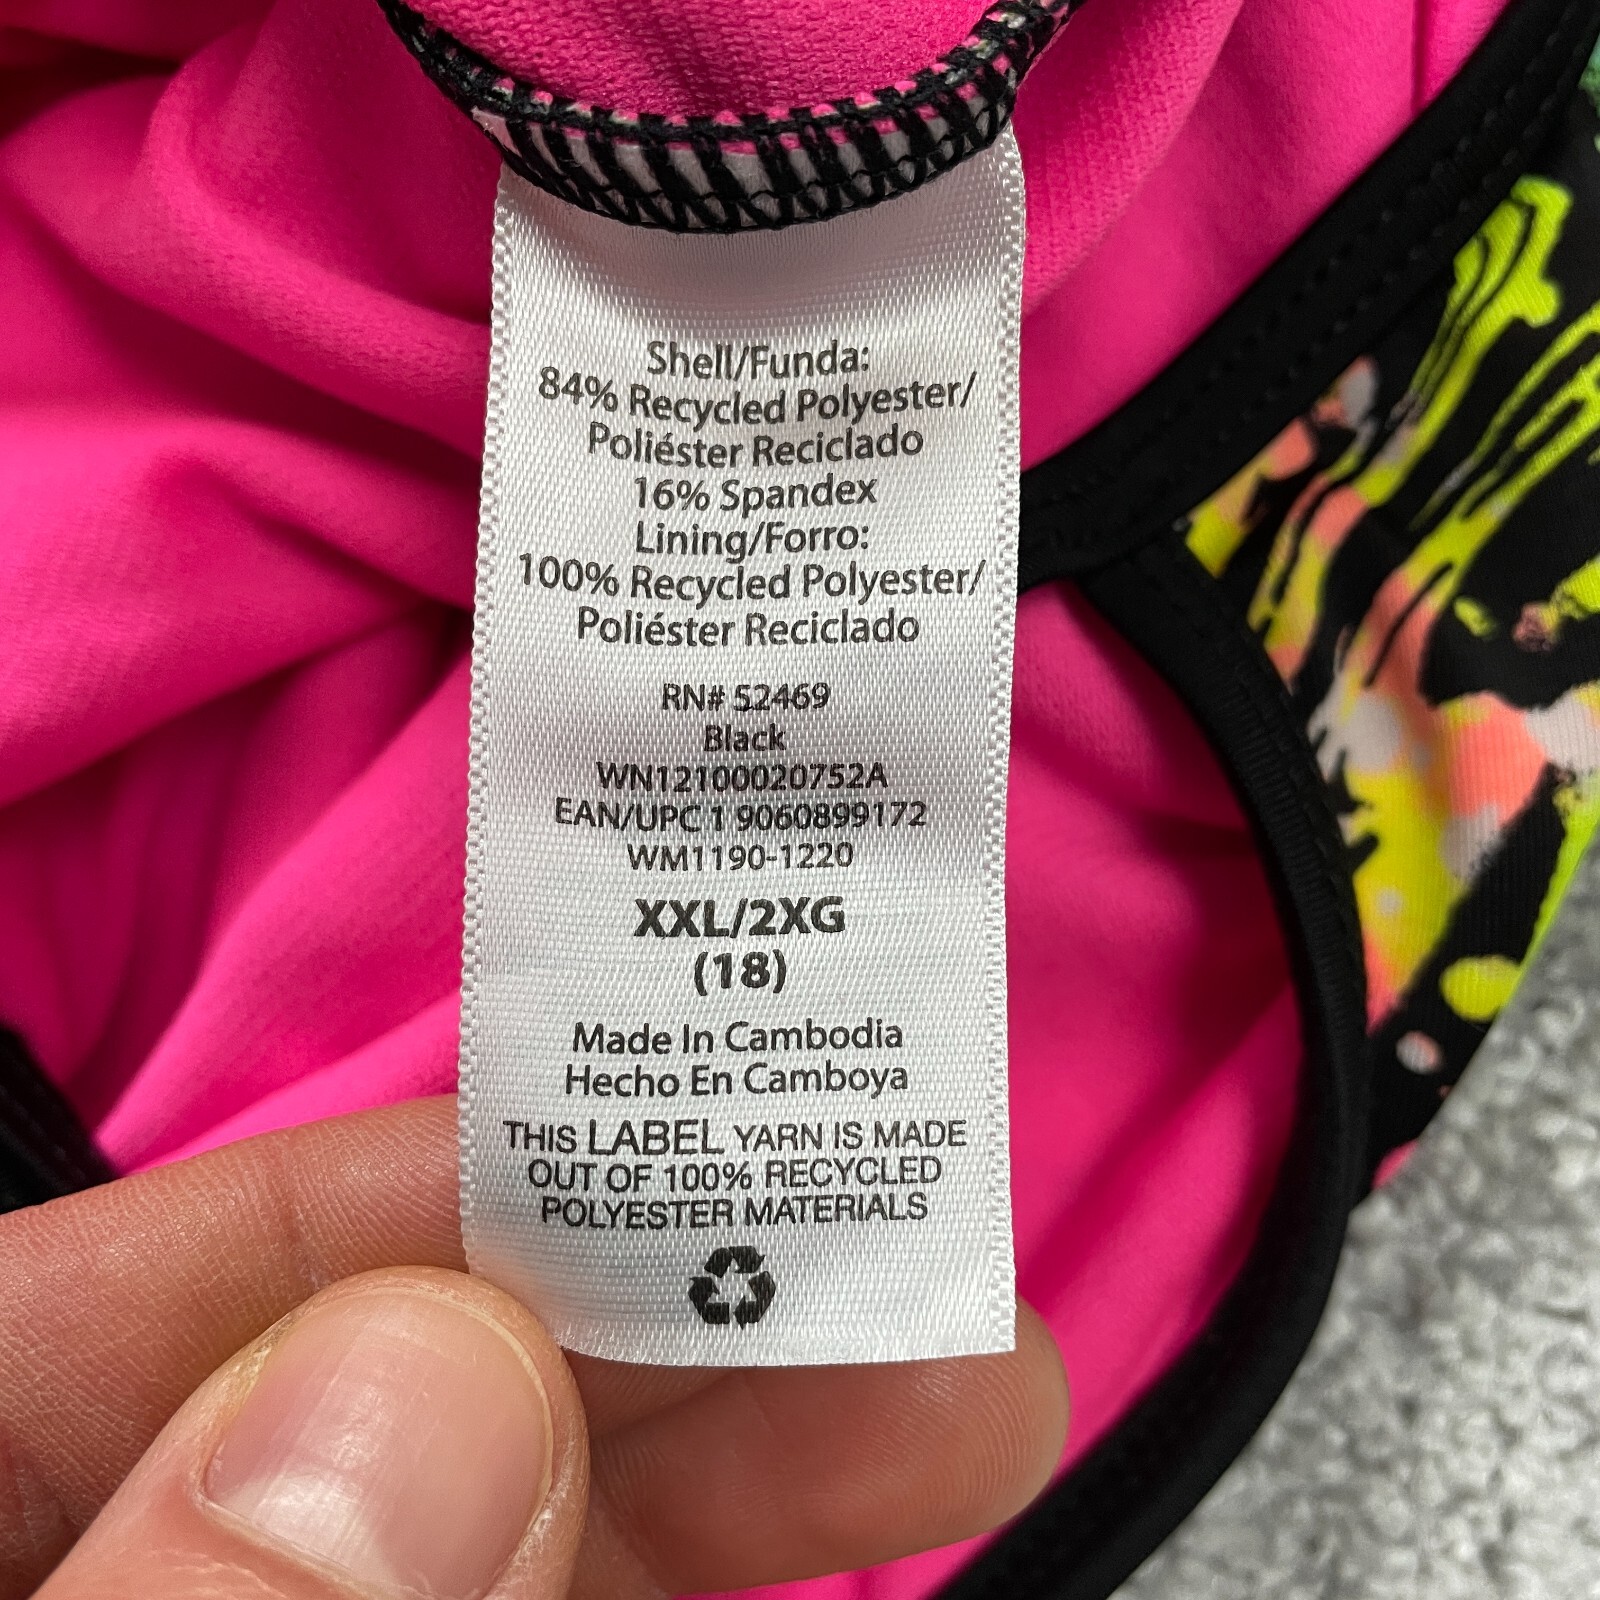 Shell/Funda:
84% Recycled Polyester/
Poliéster Reciclado
16% Spandex
Lining/Forro:
100% Recycled Polyester/
Poliéster Reciclado
RN# 52469
Black
WN12100020752A
EAN/UPC 1 9060899172
WM1190-1220
XXL/2XG
(18)
Made In Cambodia
Hecho En Camboya
THIS LABEL YARN IS MADE
OUT OF 100% RECYCLED
POLYESTER MATERIALS